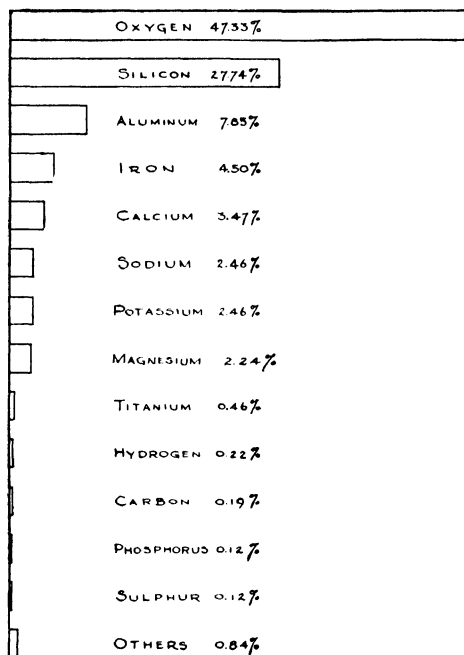 OXYGEN 47.33%
SILICON 27.74%
ALUMINUM 7.85%
IRON 4.50%
CALCIUM 3.47%
SODIUM 2.46%
POTASSIUM 2.46%
MAGNESIUM 2.24%
TITANIUM 0.46%
HYDROGEN 0.22%
CARBON 0.19%
PHOSPHORUS 0.12%
SULPHUR 0.12%
OTHERS 0.84%